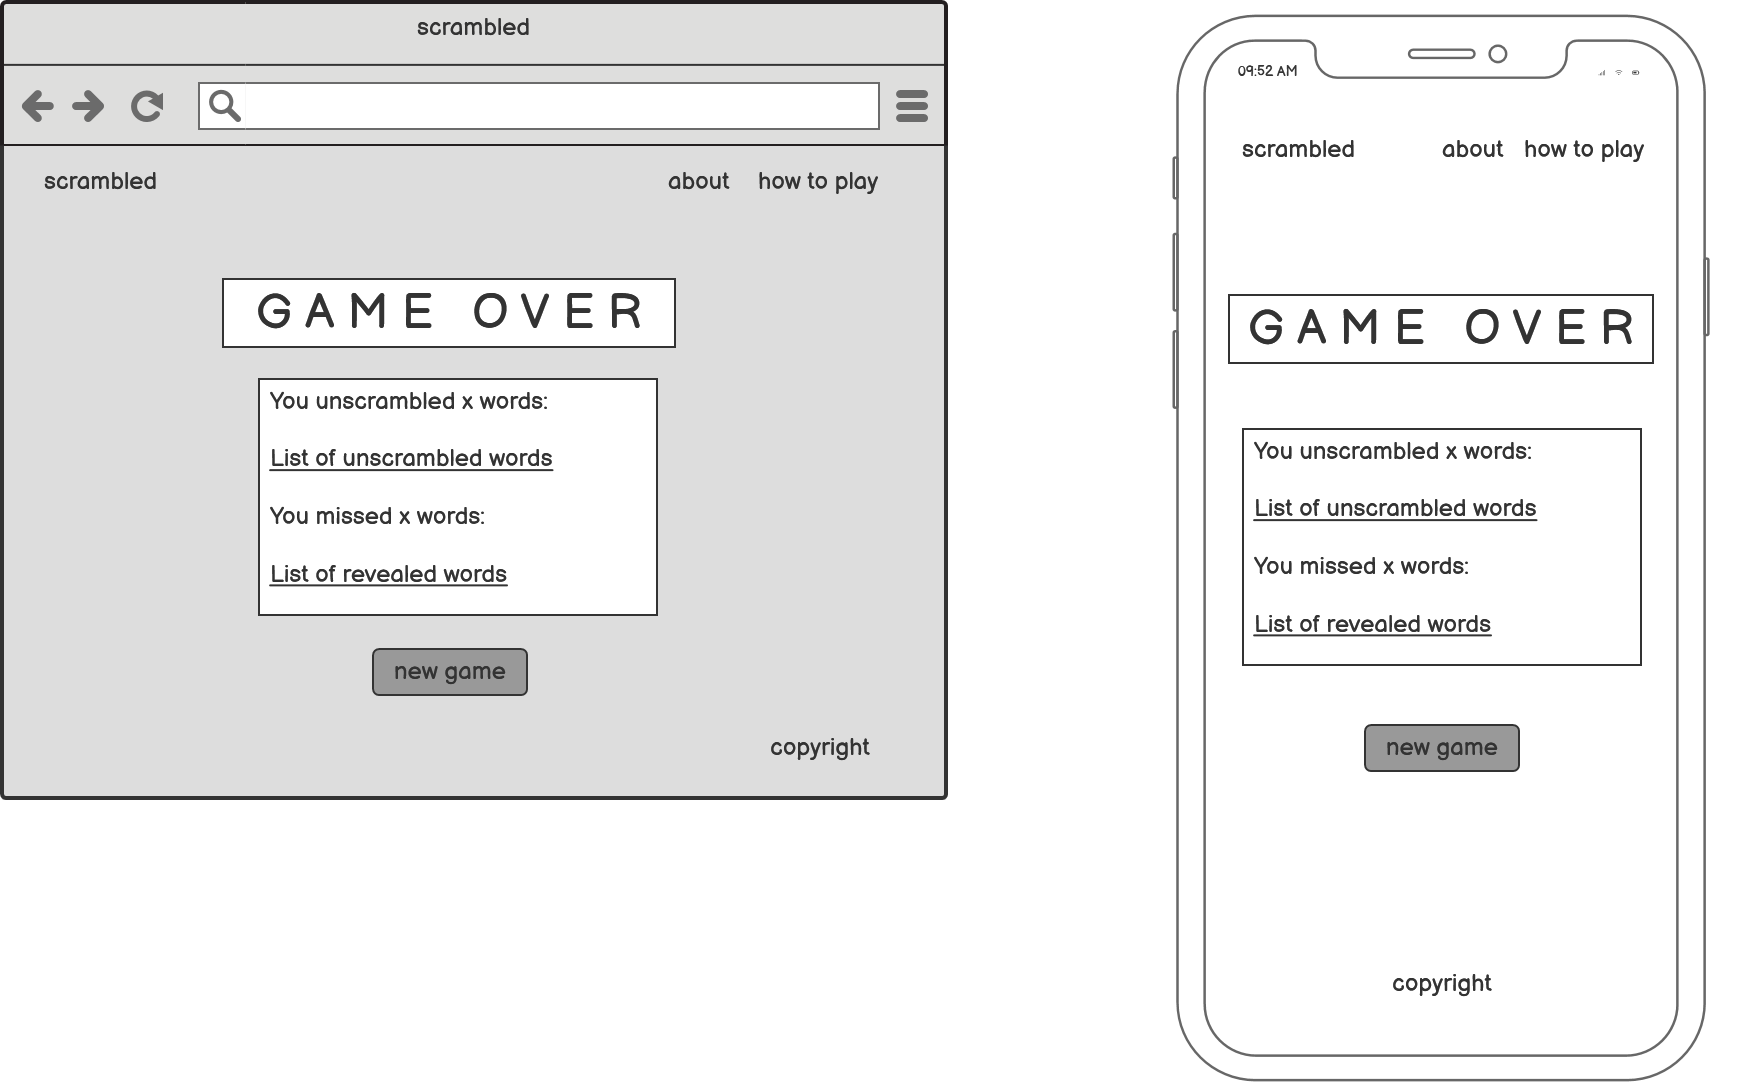 scrambled
scrambled about how to play
GAME OVER
You unscrambled x words:
List of unscrambled words
You missed x words:
List of revealed words
new game
copyright
09:52 AM
scrambled about how to play
GAME OVER
You unscrambled x words:
List of unscrambled words
You missed x words:
List of revealed words
new game
copyright